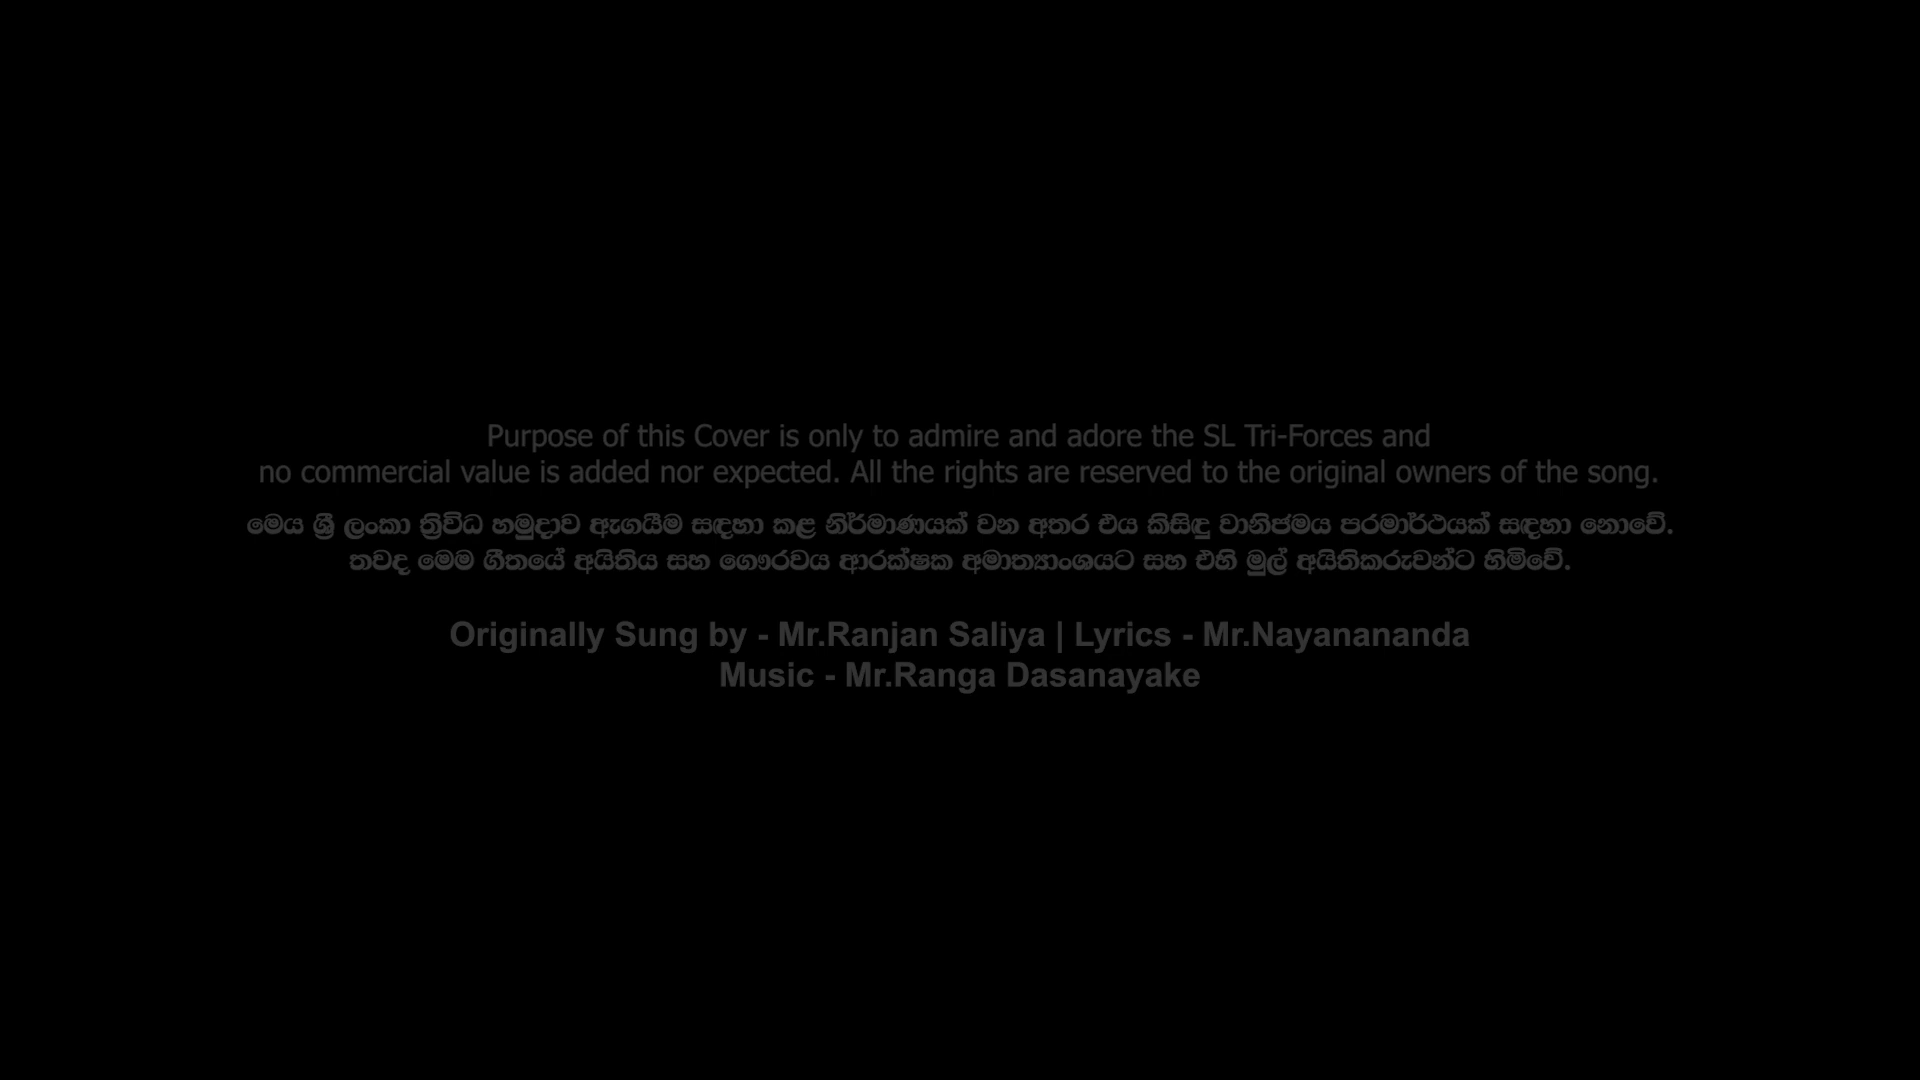 Purpose of this Cover is only to admire and adore the SL Tri-Forces and
no commercial value is added nor expected. All the rights are reserved to the original owners of the song.
මෙය ශ්‍රී ලංකා ත්‍රිවිධ හමුදාව ඇගයීම සඳහා කළ නිර්මාණයක් වන අතර එය කිසිඳු වානිජමය පරමාර්ථයක් සඳහා නොවේ.
තවද මෙම ගීතයේ අයිතිය සහ ගෞරවය ආරක්ෂක අමාත්‍යාංශයට සහ එහි මුල් අයිතිකරුවන්ට හිමිවේ.
Originally Sung by - Mr.Ranjan Saliya | Lyrics - Mr.Nayanananda
Music - Mr.Ranga Dasanayake